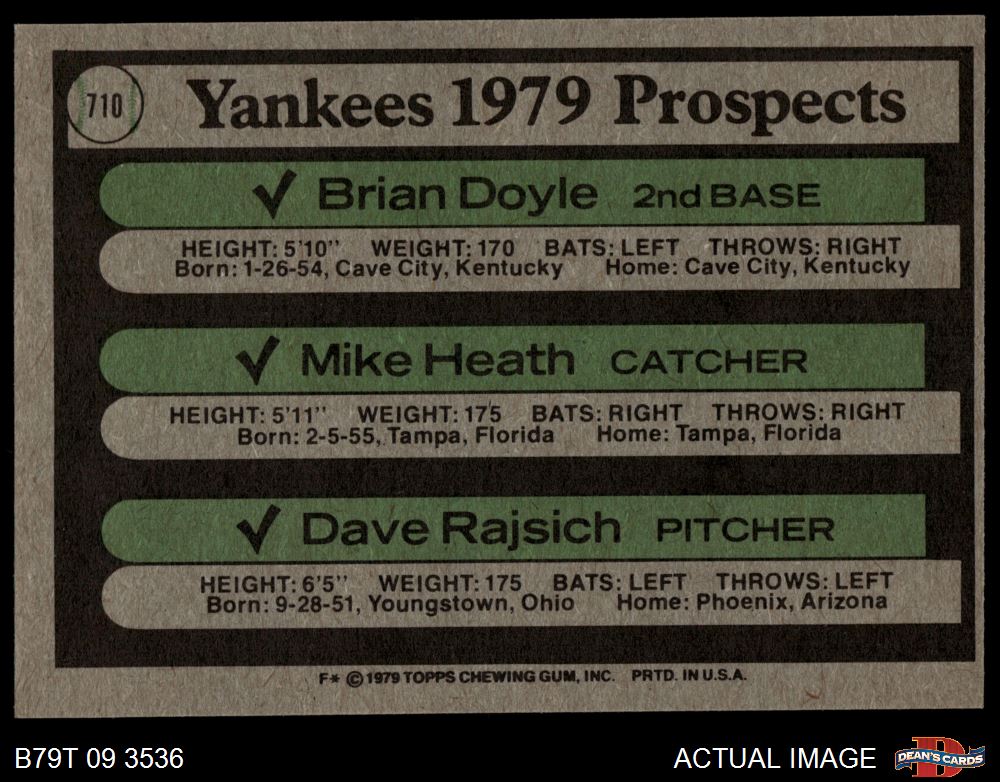 710
Yankees 1979 Prospects
✓ Brian Doyle 2nd BASE
HEIGHT: 5'10" WEIGHT: 170 BATS: LEFT THROWS: RIGHT
Born: 1-26-54, Cave City, Kentucky Home: Cave City, Kentucky
✓ Mike Heath CATCHER
HEIGHT: 5'11" WEIGHT: 175 BATS: RIGHT THROWS: RIGHT
Born: 2-5-55, Tampa, Florida Home: Tampa, Florida
✓ Dave Rajsich PITCHER
HEIGHT: 6'5" WEIGHT: 175 BATS: LEFT THROWS: LEFT
Born: 9-28-51, Youngstown, Ohio Home: Phoenix, Arizona
F* © 1979 TOPPS CHEWING GUM, INC. PRTD. IN U.S.A.
B79T 09 3536 ACTUAL IMAGE D DEAN'S CARDS